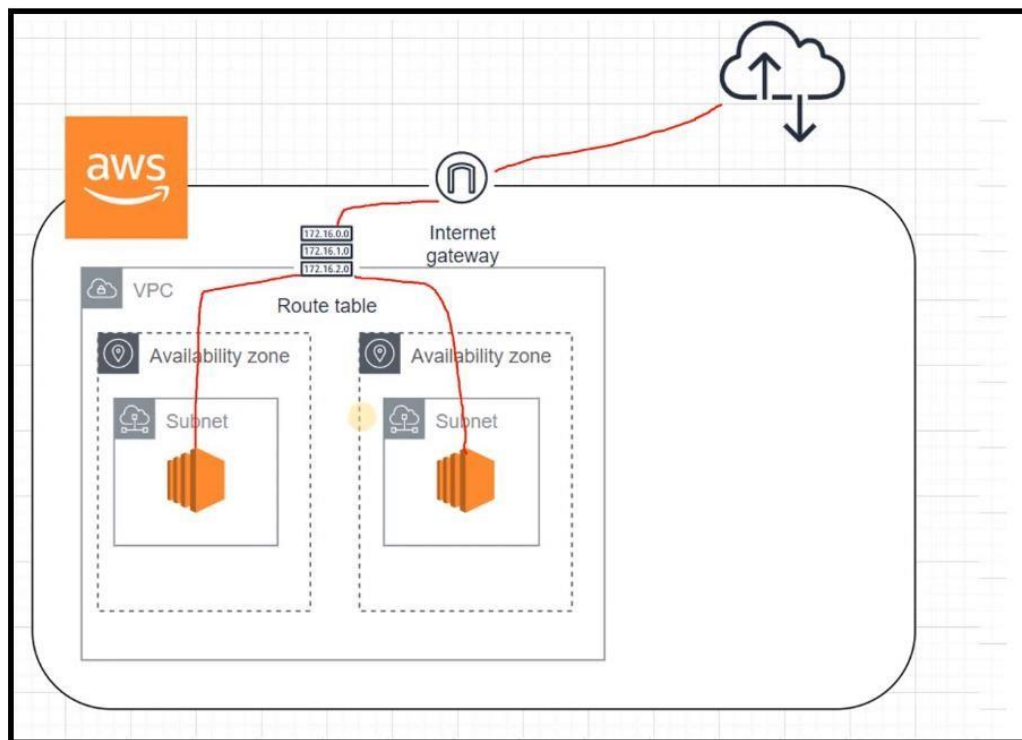 aws
172.16.0.0
172.16.1.0
172.16.2.0
Internet
gateway
VPC
Route table
Availability zone
Availability zone
Subnet
Subnet